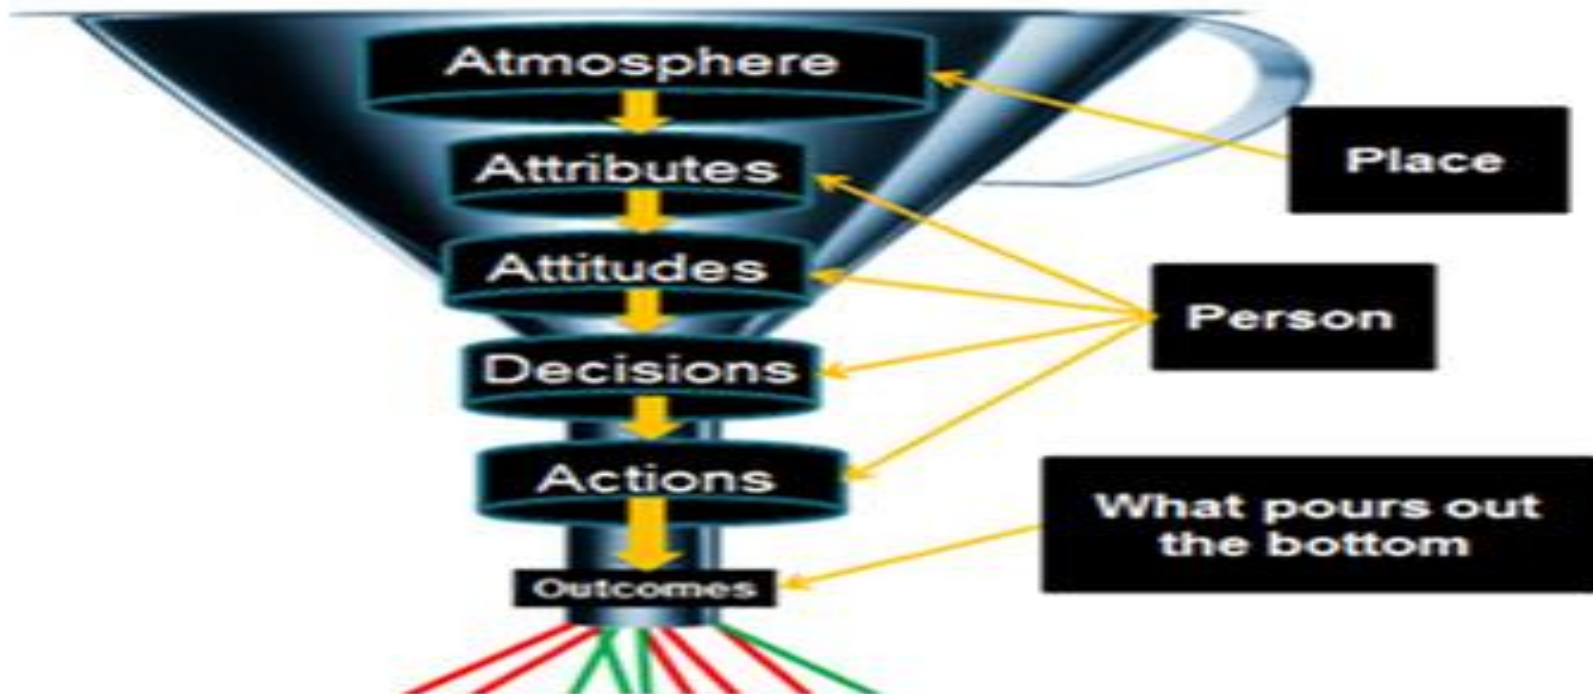 Atmosphere
Place
Attributes
Attitudes
Person
Decisions
Actions
What pours out
the bottom
Outcomes